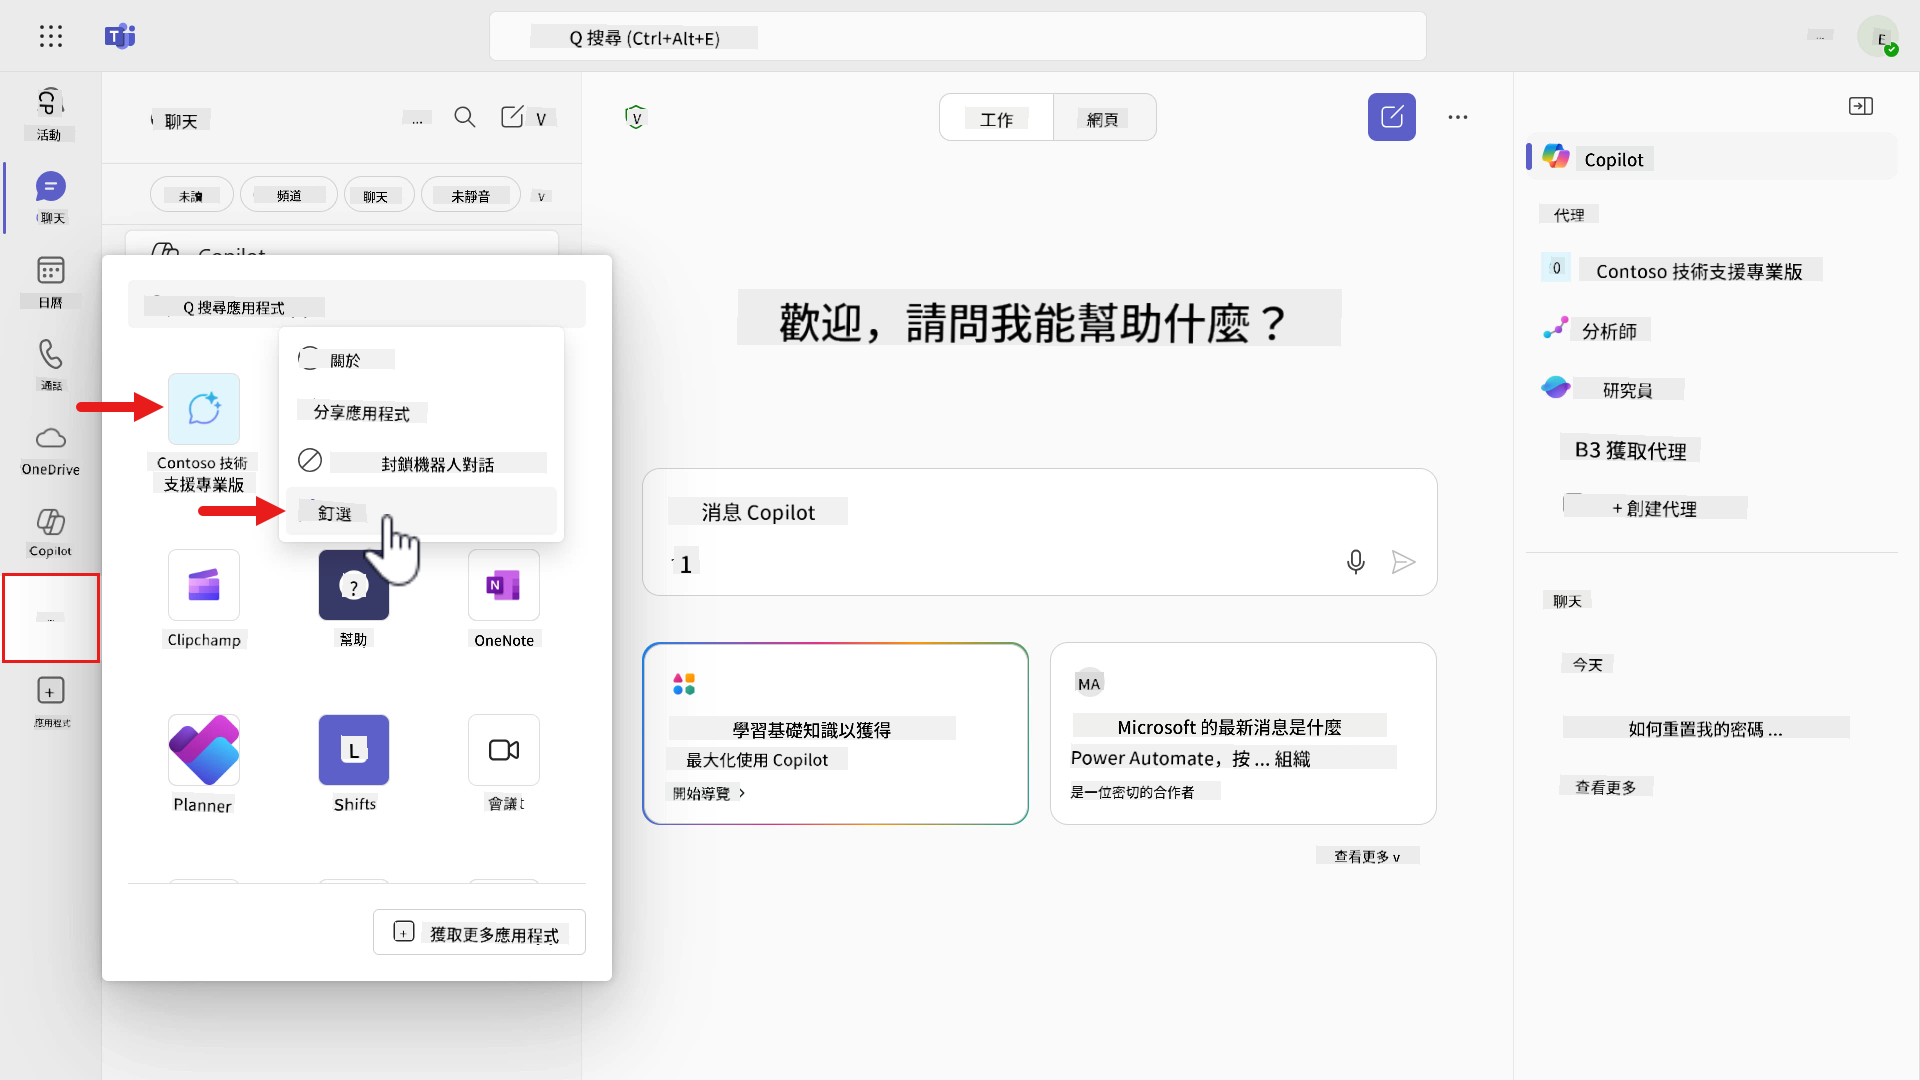 Q 搜尋 (Ctrl+Alt+E)
...
E
活動
聊天
日曆
通話
OneDrive
Copilot
...
應用程式
聊天
...
V
未讀
頻道
聊天
未靜音
v
Copilot
Q 搜尋應用程式
關於
分享應用程式
封鎖機器人對話
釘選
Contoso 技術
支援專業版
Clipchamp
幫助
OneNote
Planner
L
Shifts
會議
獲取更多應用程式
V
工作
網頁
歡迎，請問我能幫助什麼？
消息 Copilot
1
學習基礎知識以獲得
最大化使用 Copilot
開始導覽 >
MA
Microsoft 的最新消息是什麼
Power Automate，按 ... 組織
是一位密切的合作者
查看更多 v
Copilot
代理
0
Contoso 技術支援專業版
分析師
研究員
B3 獲取代理
+ 創建代理
聊天
今天
如何重置我的密碼 ...
查看更多